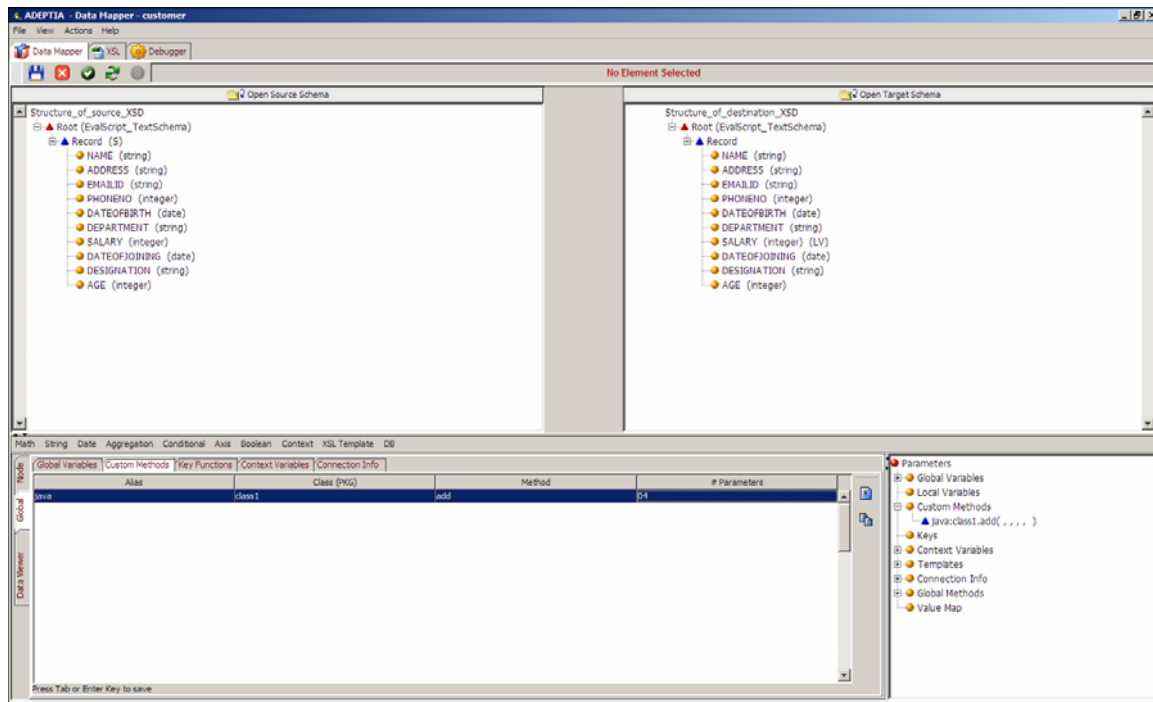 ADEPTIA - Data Mapper - customer
File View Actions Help
Data Mapper XSL Debugger
No Element Selected
Open Source Schema
Open Target Schema
Structure_of_source_XSD
Root (EvalScript_TextSchema)
Record (S)
NAME (string)
ADDRESS (string)
EMAILID (string)
PHONENO (integer)
DATEOFBIRTH (date)
DEPARTMENT (string)
SALARY (integer)
DATEOFJOINING (date)
DESIGNATION (string)
AGE (integer)
Structure_of_destination_XSD
Root (EvalScript_TextSchema)
Record
NAME (string)
ADDRESS (string)
EMAILID (string)
PHONENO (integer)
DATEOFBIRTH (date)
DEPARTMENT (string)
SALARY (integer) (LV)
DATEOFJOINING (date)
DESIGNATION (string)
AGE (integer)
Math String Date Aggregation Conditional Axis Boolean Context XSL Template DB
Node
Global
Data Viewer
Global Variables Custom Methods Key Functions Context Variables Connection Info
Alias Class (PKG) Method # Parameters
java class1 add 04
Press Tab or Enter Key to save
Parameters
Global Variables
Local Variables
Custom Methods
java:class1.add( , , , , )
Keys
Context Variables
Templates
Connection Info
Global Methods
Value Map